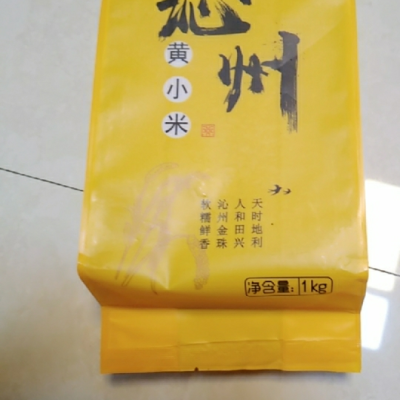 沁州
黄小米
天时地利
人和田兴
沁州金珠
软糯鲜香
净含量:1kg